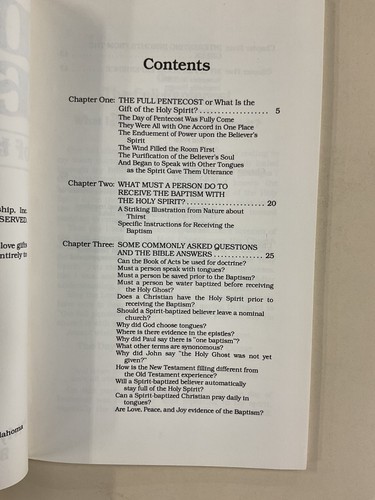 Contents
Chapter One: THE FULL PENTECOST or What Is the
Gift of the Holy Spirit? . . . . . . . . . . . . . . . . . . . 5
The Day of Pentecost Was Fully Come
They Were All with One Accord in One Place
The Enduement of Power upon the Believer's
Spirit
The Wind Filled the Room First
The Purification of the Believer's Soul
And Began to Speak with Other Tongues
as the Spirit Gave Them Utterance
Chapter Two: WHAT MUST A PERSON DO TO
RECEIVE THE BAPTISM WITH
THE HOLY SPIRIT? . . . . . . . . . . . . . . . . . . . . 20
A Striking Illustration from Nature about
Thirst
Specific Instructions for Receiving the
Baptism
Chapter Three: SOME COMMONLY ASKED QUESTIONS
AND THE BIBLE ANSWERS . . . . . . . . . . . . . 25
Can the Book of Acts be used for doctrine?
Must a person speak with tongues?
Must a person be saved prior to the Baptism?
Must a person be water baptized before receiving
the Holy Ghost?
Does a Christian have the Holy Spirit prior to
receiving the Baptism?
Should a Spirit-baptized believer leave a nominal
church?
Why did God choose tongues?
Where is there evidence in the epistles?
Why did Paul say there is "one baptism"?
What other terms are synonomous?
Why did John say "the Holy Ghost was not yet
given?"
How is the New Testament filling different from
the Old Testament experience?
Will a Spirit-baptized believer automatically
stay full of the Holy Spirit?
Can a Spirit-baptized Christian pray daily in
tongues?
Are Love, Peace, and Joy evidence of the Baptism?
ship, Inc.
SERVED
love gifts
entirely to
lahoma